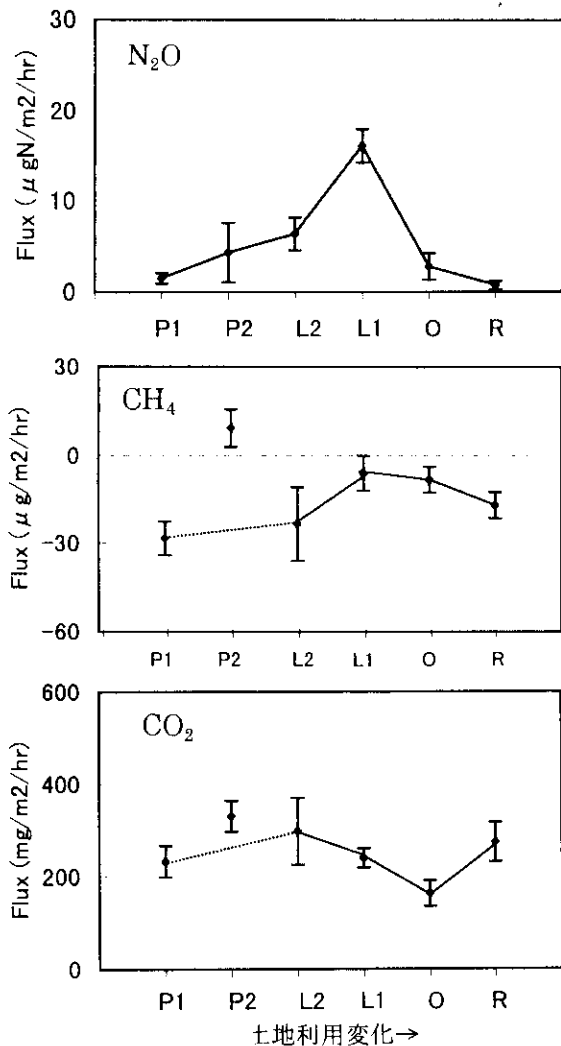 N₂O
Flux (μgN/m2/hr)
30
20
10
0
P1 P2 L2 L1 O R
CH₄
Flux (μg/m2/hr)
30
0
-30
-60
P1 P2 L2 L1 O R
CO₂
Flux (mg/m2/hr)
600
400
200
0
P1 P2 L2 L1 O R
土地利用変化→